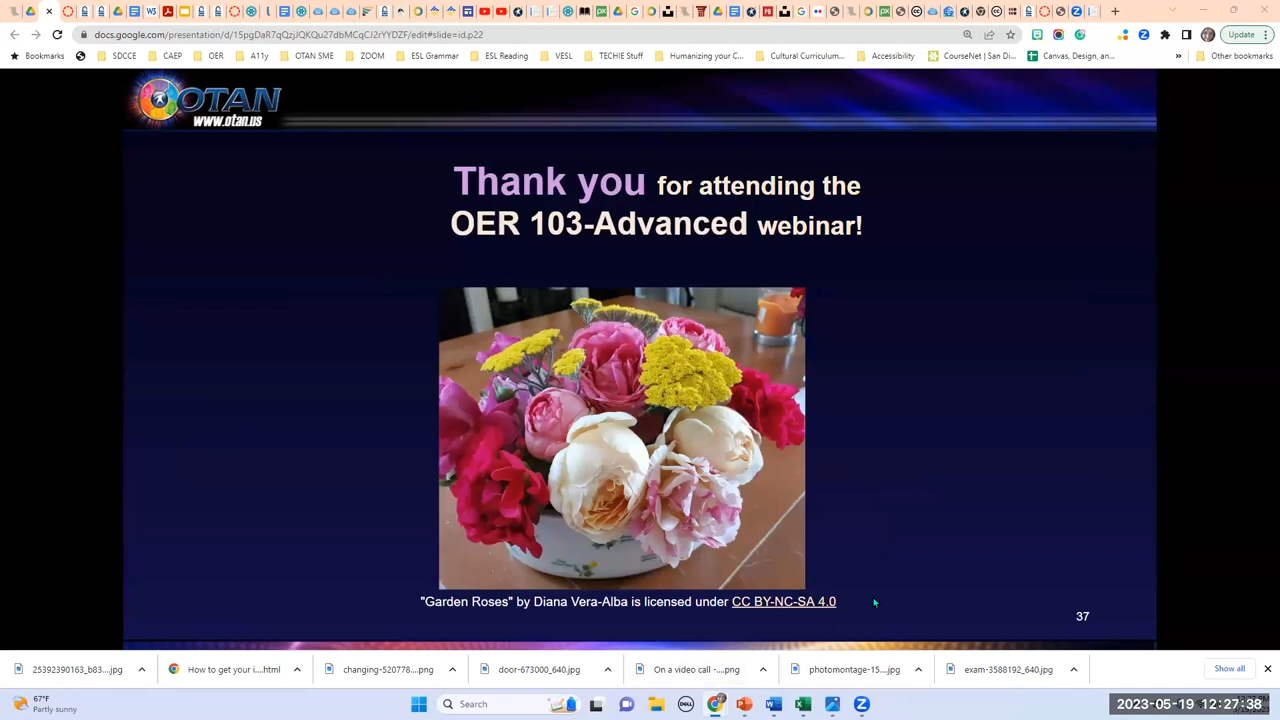 docs.google.com/presentation/d/15pgDaR7qQzJQKQu27dbMCqCJ2rYYDZF/edit#slide=id.p22
Update
Bookmarks
SDCCE
CAEP
OER
A11y
OTAN SME
ZOOM
ESL Grammar
ESL Reading
VESL
TECHIE Stuff
Humanizing your C...
Cultural Curriculum...
Accessibility
CourseNet | San Di...
Canvas, Design, an...
Other bookmarks
OTAN
www.otan.us
Thank you for attending the
OER 103-Advanced webinar!
"Garden Roses" by Diana Vera-Alba is licensed under CC BY-NC-SA 4.0
37
25392390163_b83....jpg
How to get your i....html
changing-520778....png
door-673000_640.jpg
On a video call -....png
photomontage-15....jpg
exam-3588192_640.jpg
Show all
67°F
Partly sunny
Search
DELL
2023-05-19 12:27:38